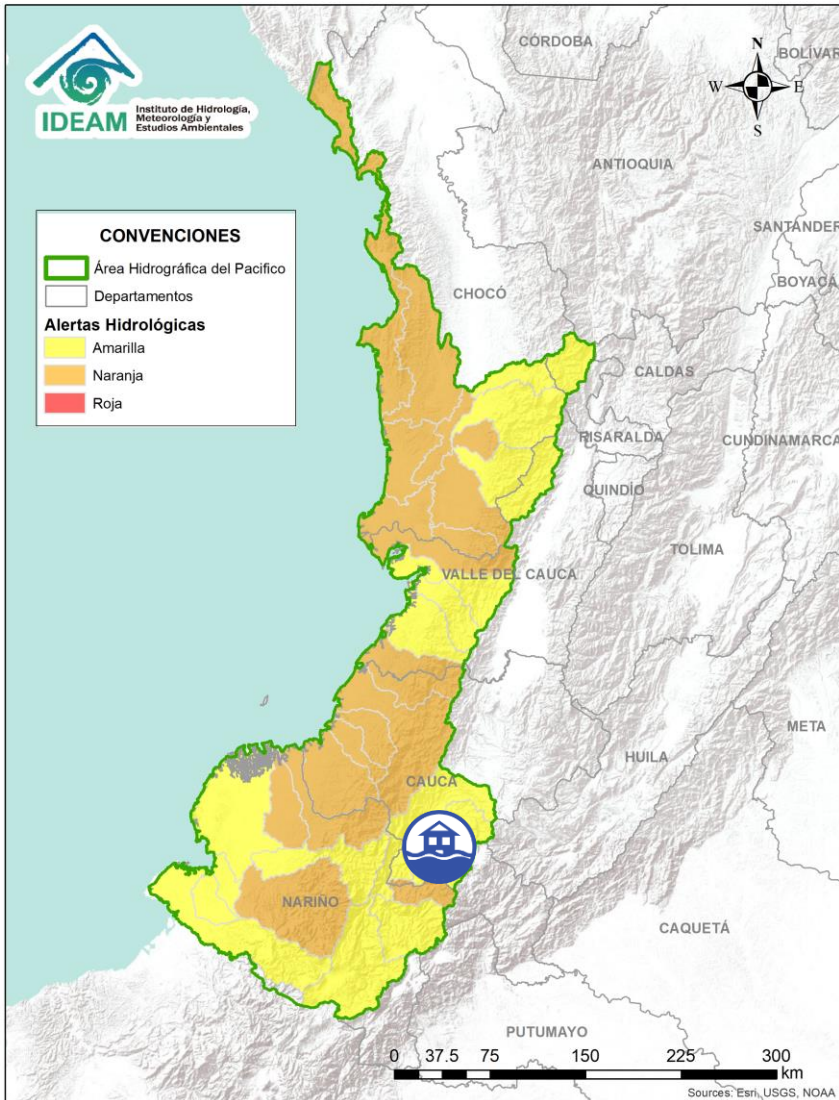 IDEAM
Instituto de Hidrología,
Meteorología y
Estudios Ambientales
CÓRDOBA
BOLÍVAR
N
W
E
S
ANTIOQUIA
SANTANDER
BOYACÁ
CONVENCIONES
Área Hidrográfica del Pacifico
Departamentos
Alertas Hidrológicas
Amarilla
Naranja
Roja
CHOCÓ
CALDAS
RISARALDA
CUNDINAMARCA
QUINDÍO
TOLIMA
VALLE DEL CAUCA
META
HUILA
CAUCA
NARIÑO
CAQUETÁ
PUTUMAYO
0 37.5 75 150 225 300
km
Sources: Esri, USGS, NOAA